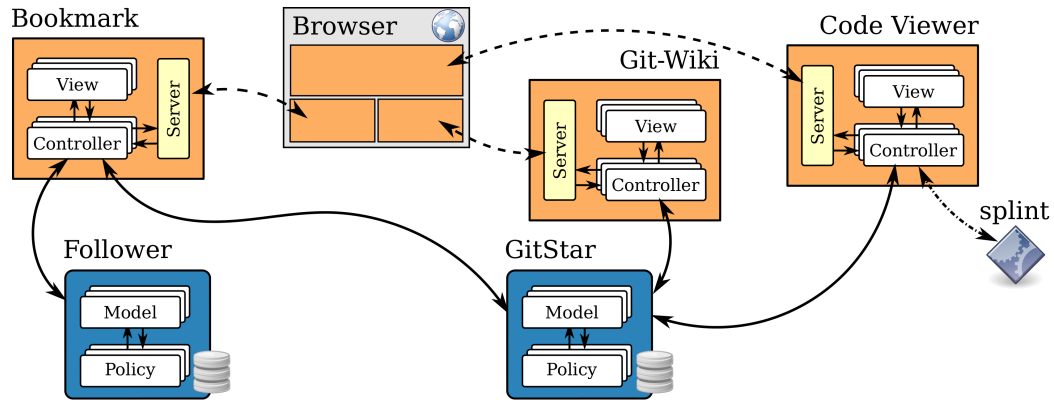 Bookmark
Browser
Code Viewer
Git-Wiki
View
Server
Controller
Server
View
Controller
Server
View
Controller
splint
Follower
GitStar
Model
Policy
Model
Policy